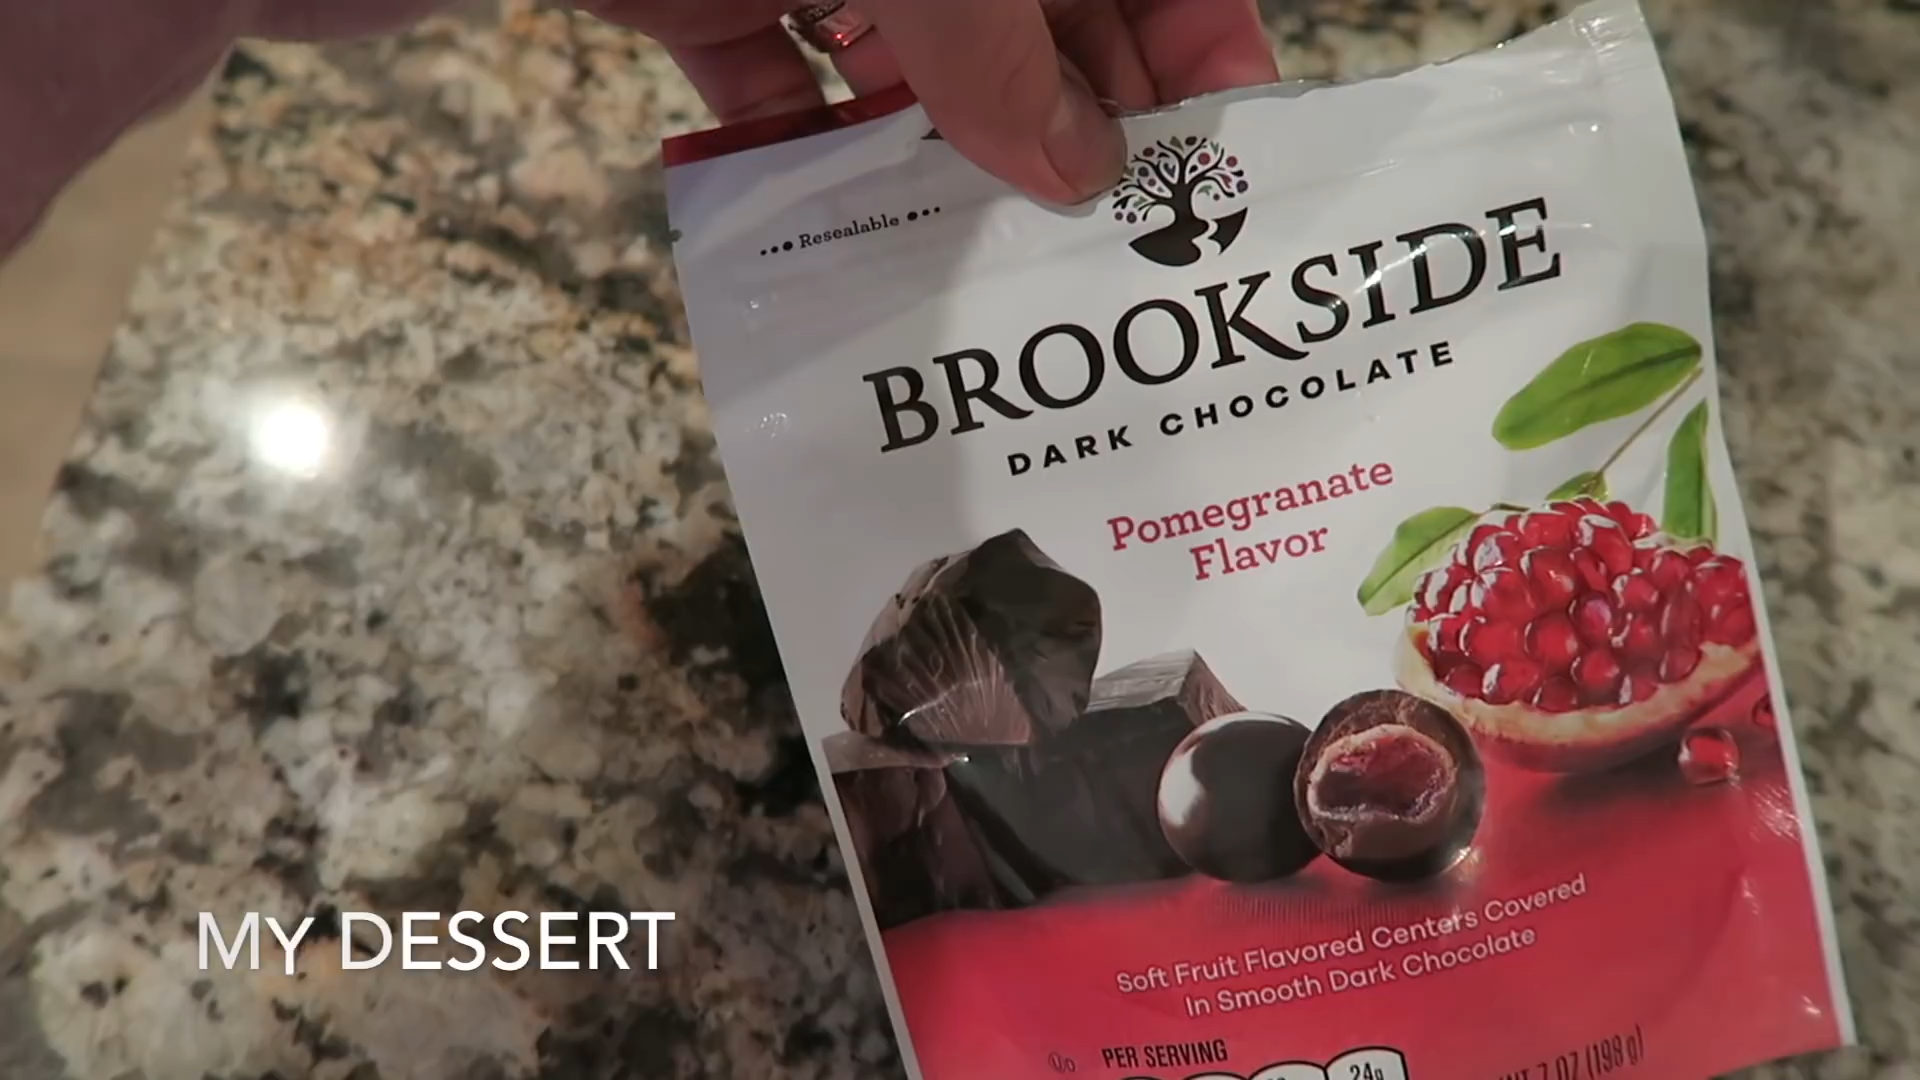 Resealable
BROOKSIDE
DARK CHOCOLATE
Pomegranate
Flavor
MY DESSERT
Soft Fruit Flavored Centers Covered
In Smooth Dark Chocolate
PER SERVING
24g
7 OZ (198 g)